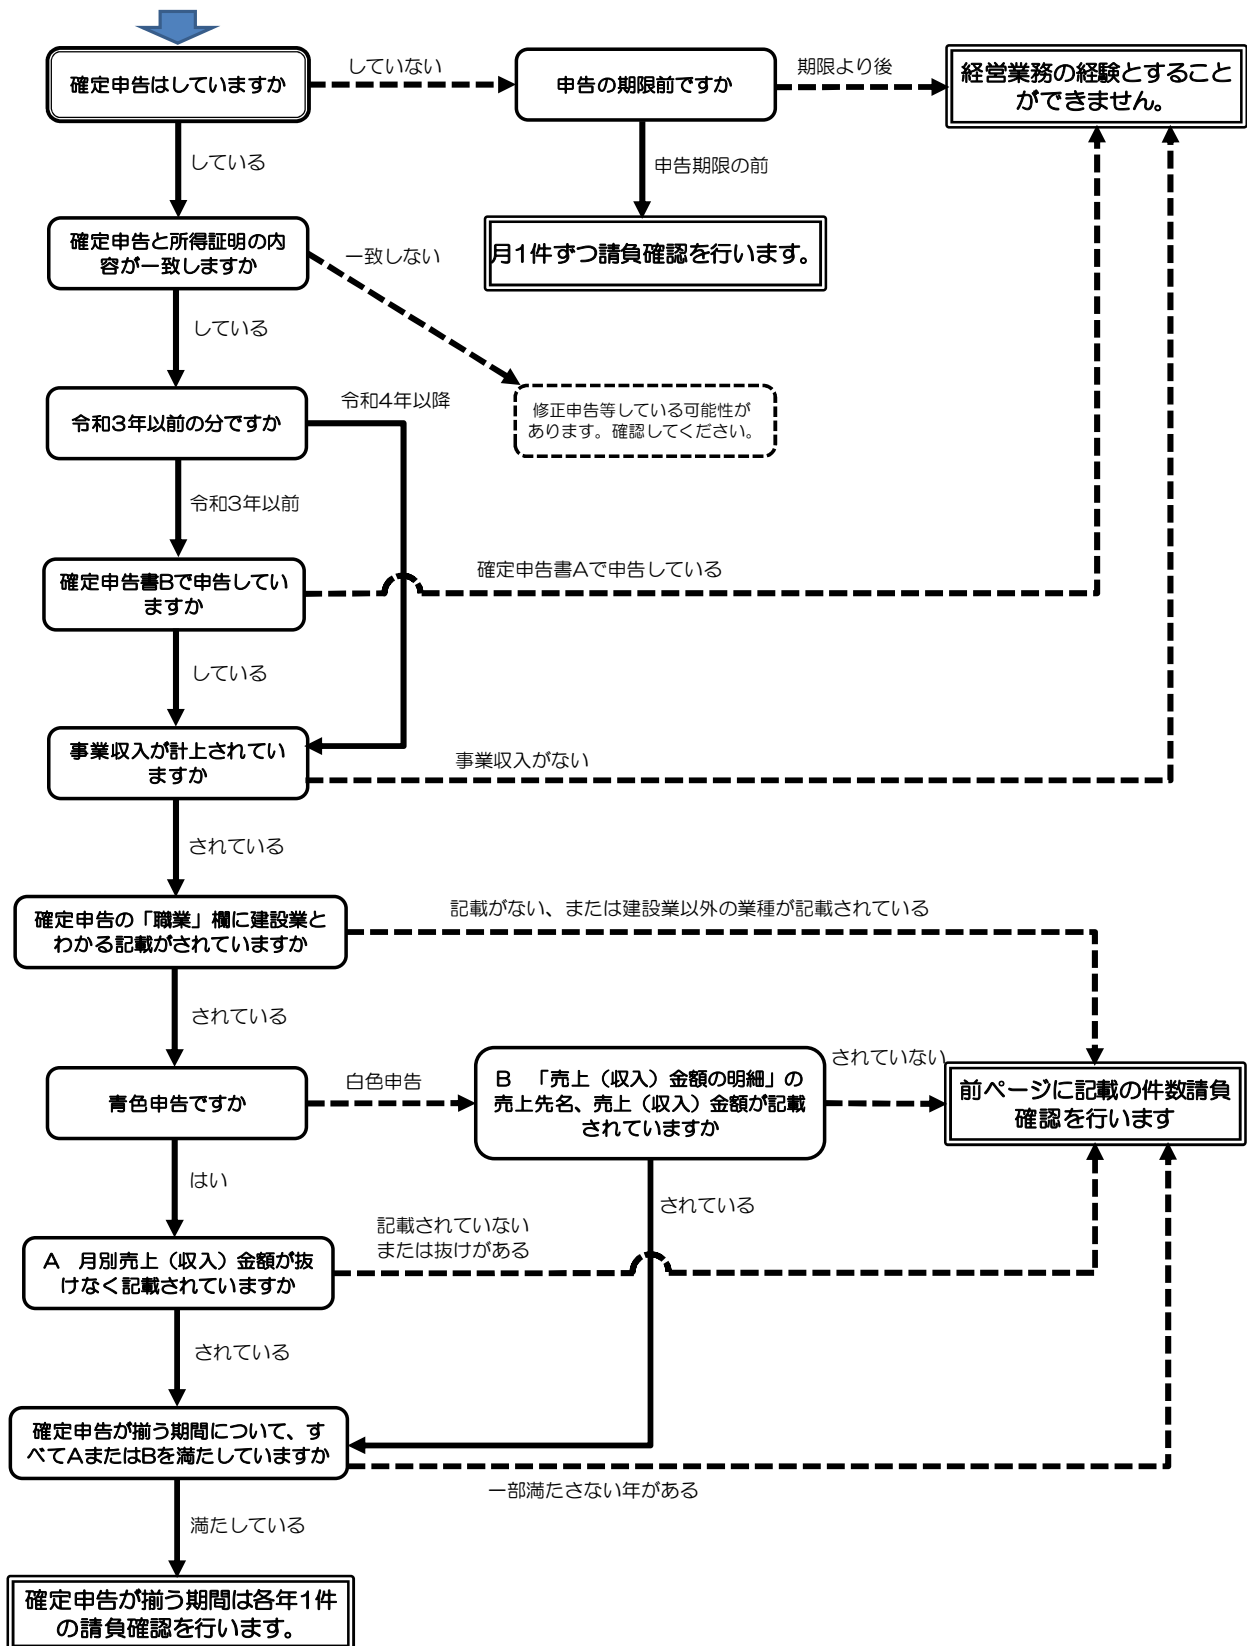 確定申告はしていますか
していない
申告の期限前ですか
期限より後
経営業務の経験とすること
ができません。
している
申告期限の前
確定申告と所得証明の内
容が一致しますか
一致しない
月1件ずつ請負確認を行います。
している
令和3年以前の分ですか
令和4年以降
修正申告等している可能性が
あります。確認してください。
令和3年以前
確定申告書Bで申告してい
ますか
確定申告書Aで申告している
している
事業収入が計上されてい
ますか
事業収入がない
されている
確定申告の「職業」欄に建設業と
わかる記載がされていますか
記載がない、または建設業以外の業種が記載されている
されている
青色申告ですか
白色申告
B 「売上（収入）金額の明細」の
売上先名、売上（収入）金額が記載
されていますか
されていない
前ページに記載の件数請負
確認を行います
はい
されている
記載されていない
または抜けがある
A 月別売上（収入）金額が抜
けなく記載されていますか
されている
確定申告が揃う期間について、す
べてAまたはBを満たしていますか
一部満たさない年がある
満たしている
確定申告が揃う期間は各年1件
の請負確認を行います。